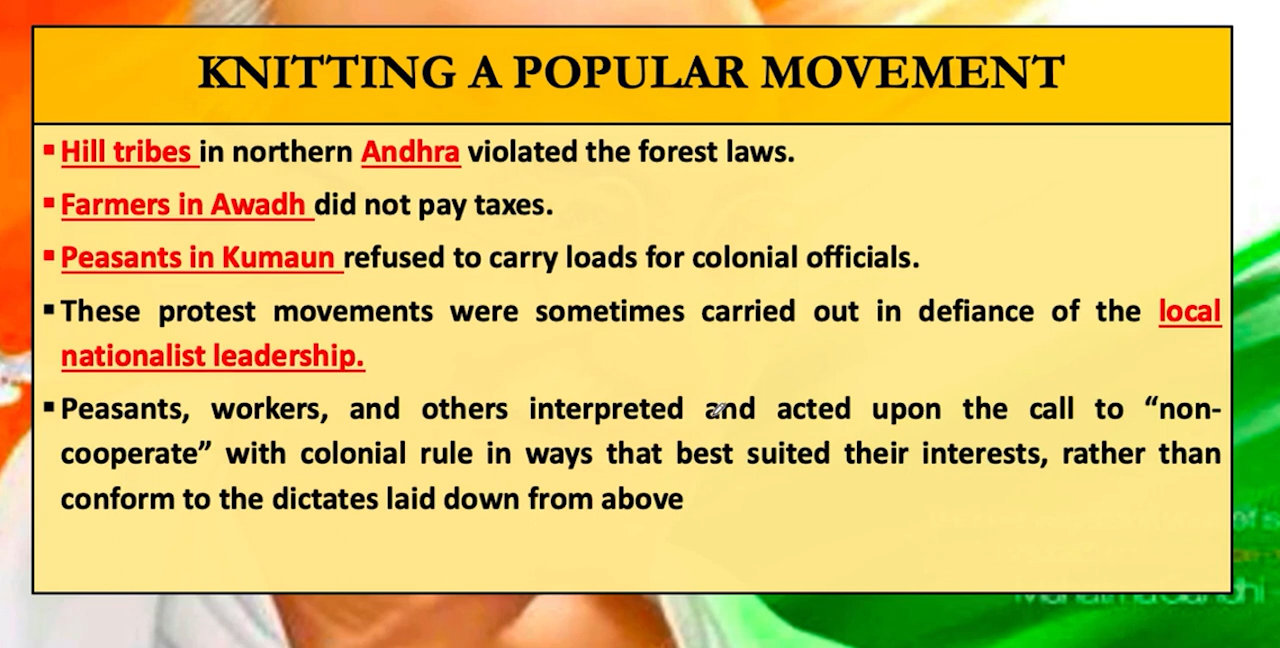 KNITTING A POPULAR MOVEMENT
▪ Hill tribes in northern Andhra violated the forest laws.
▪ Farmers in Awadh did not pay taxes.
▪ Peasants in Kumaun refused to carry loads for colonial officials.
▪ These protest movements were sometimes carried out in defiance of the local
nationalist leadership.
▪ Peasants, workers, and others interpreted and acted upon the call to “non-
cooperate” with colonial rule in ways that best suited their interests, rather than
conform to the dictates laid down from above
Mahatma Gandhi